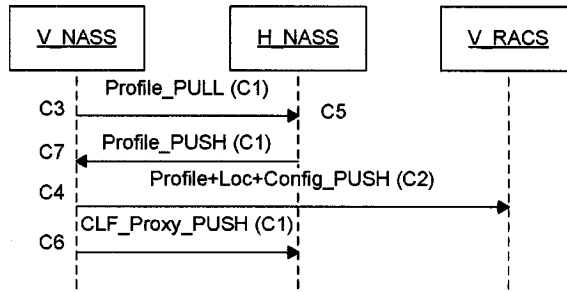 V_NASS H_NASS V_RACS
Profile_PULL (C1)
C3 C5
Profile_PUSH (C1)
C7
Profile+Loc+Config_PUSH (C2)
C4
CLF_Proxy_PUSH (C1)
C6